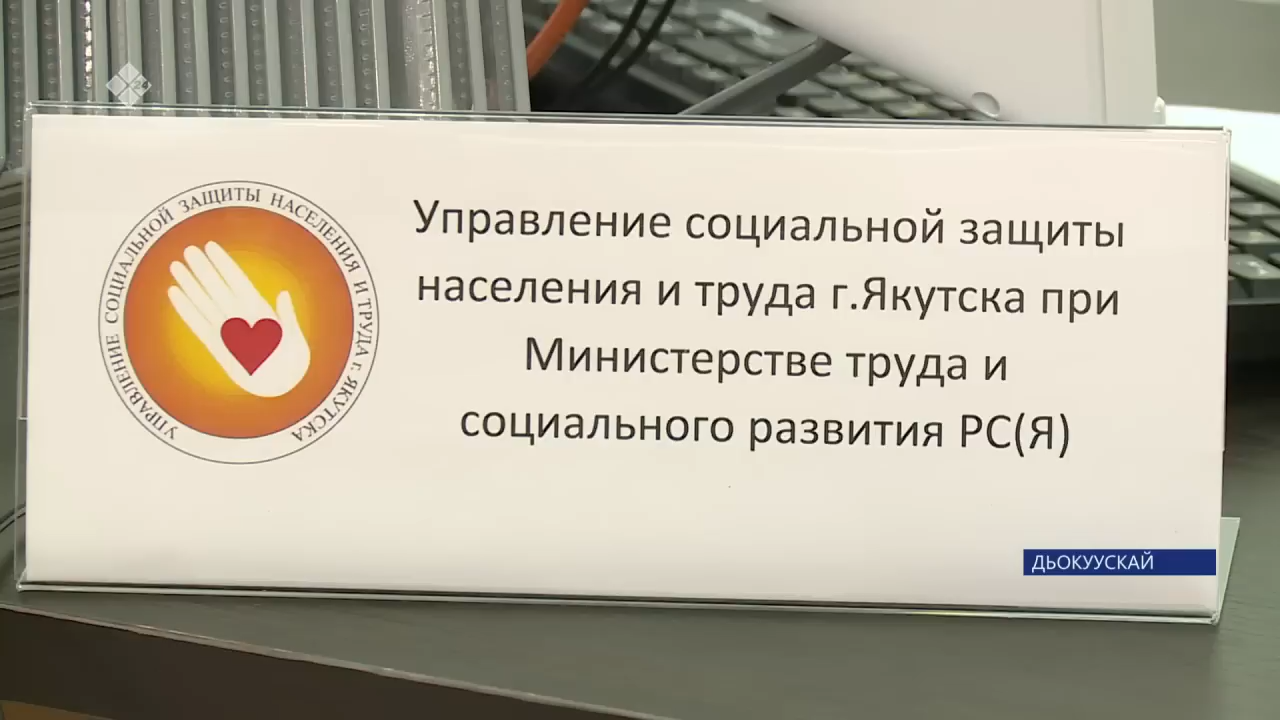 УПРАВЛЕНИЕ СОЦИАЛЬНОЙ ЗАЩИТЫ НАСЕЛЕНИЯ И ТРУДА г. ЯКУТСКА
Управление социальной защиты
населения и труда г.Якутска при
Министерстве труда и
социального развития РС(Я)
ДЬОКУУСКАЙ